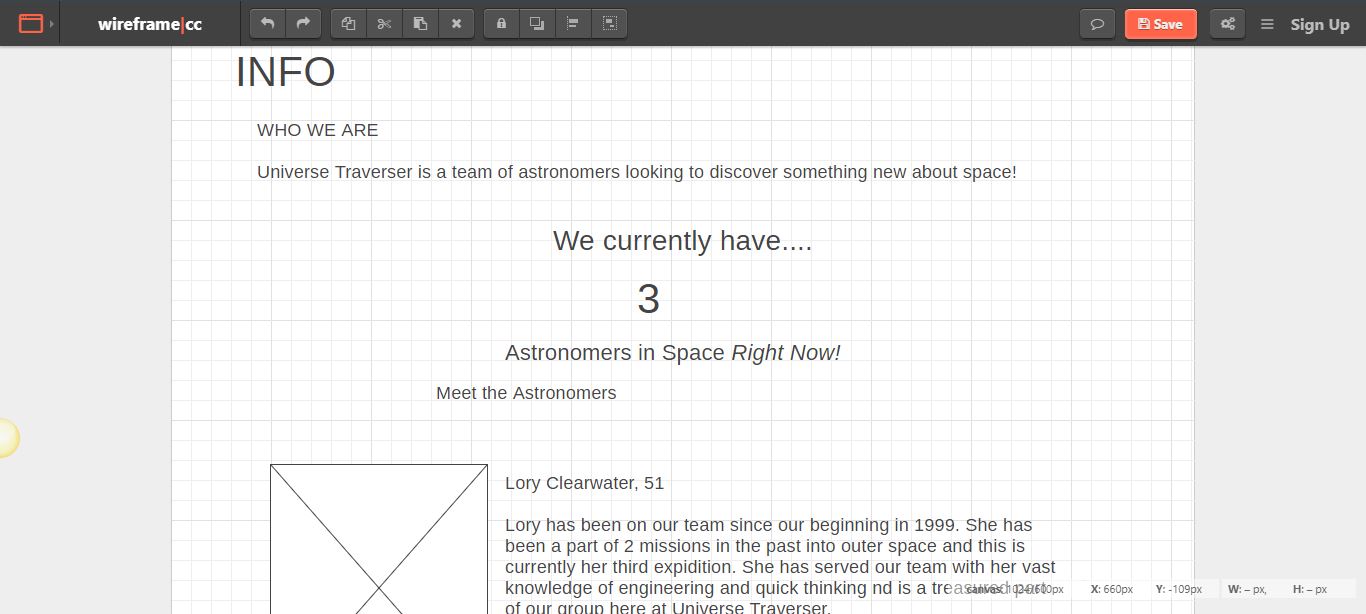 wireframe|cc
Save
Sign Up
INFO
WHO WE ARE
Universe Traverser is a team of astronomers looking to discover something new about space!
We currently have....
3
Astronomers in Space Right Now!
Meet the Astronomers
Lory Clearwater, 51
Lory has been on our team since our beginning in 1999. She has
been a part of 2 missions in the past into outer space and this is
currently her third expidition. She has served our team with her vast
knowledge of engineering and quick thinking nd is a treasured part
of our group here at Universe Traverser.
canvas: 1024/600px X: 660px Y: -109px W: – px, H: – px